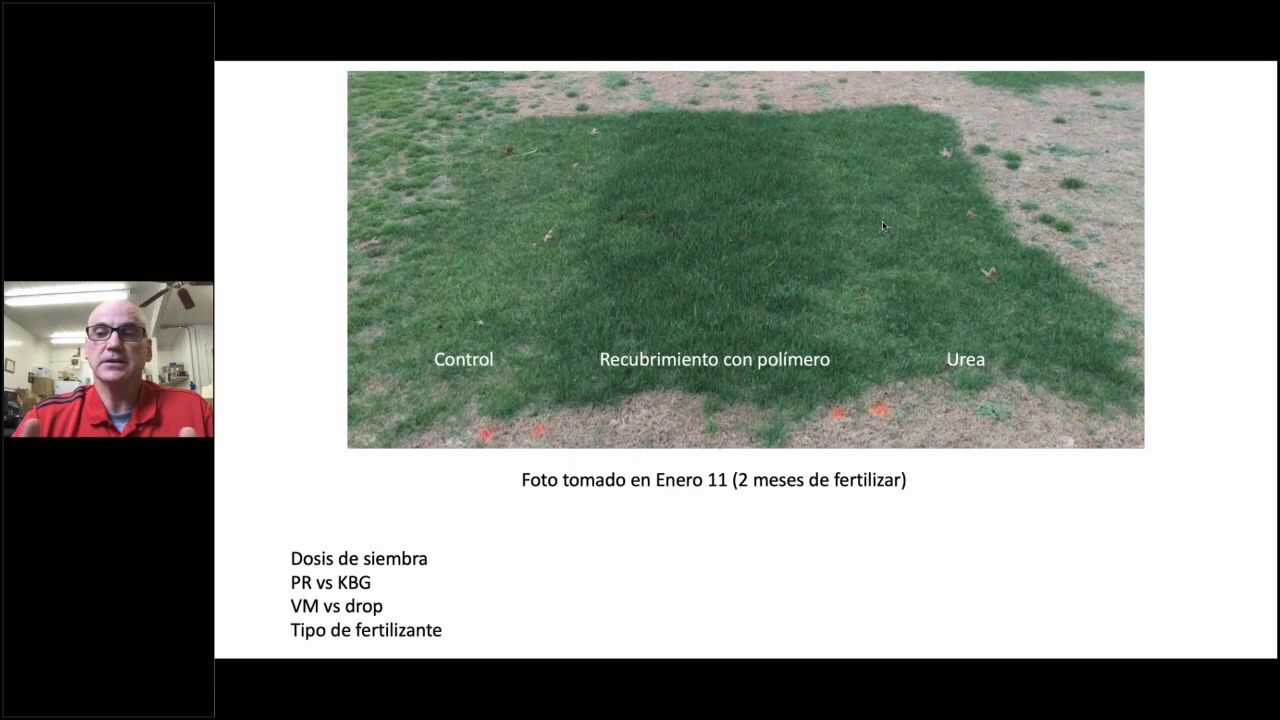 Control
Recubrimiento con polímero
Urea
Foto tomado en Enero 11 (2 meses de fertilizar)
Dosis de siembra
PR vs KBG
VM vs drop
Tipo de fertilizante